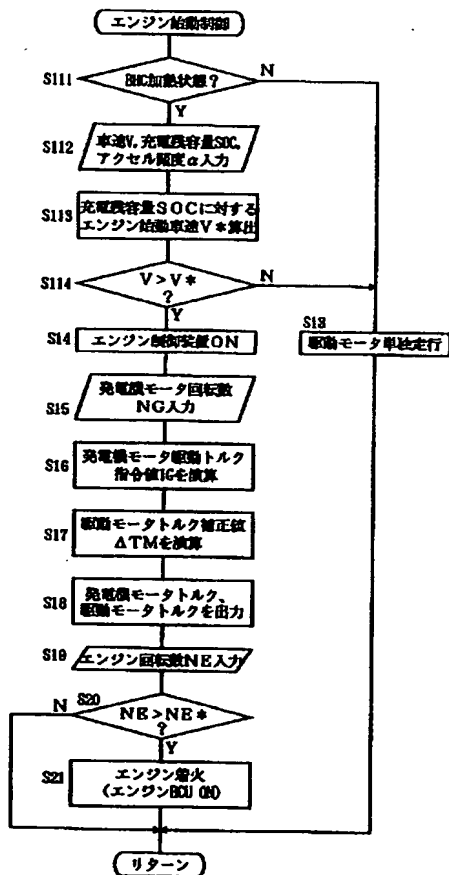 エンジン始動制御
S111
BHC加熱状態?
N
Y
S112
車速V,充電残容量SOC,
アクセル開度α入力
S113
充電残容量SOCに対する
エンジン始動車速V*算出
S114
V>V*
?
N
Y
S13
駆動モータ単独走行
S14
エンジン制御装置ON
S15
発電機モータ回転数
NG入力
S16
発電機モータ駆動トルク
指令値IGを演算
S17
駆動モータトルク補正値
ΔTMを演算
S18
発電機モータトルク、
駆動モータトルクを出力
S19
エンジン回転数NE入力
N
S20
NE>NE*
?
Y
S21
エンジン着火
(エンジンECU ON)
リターン